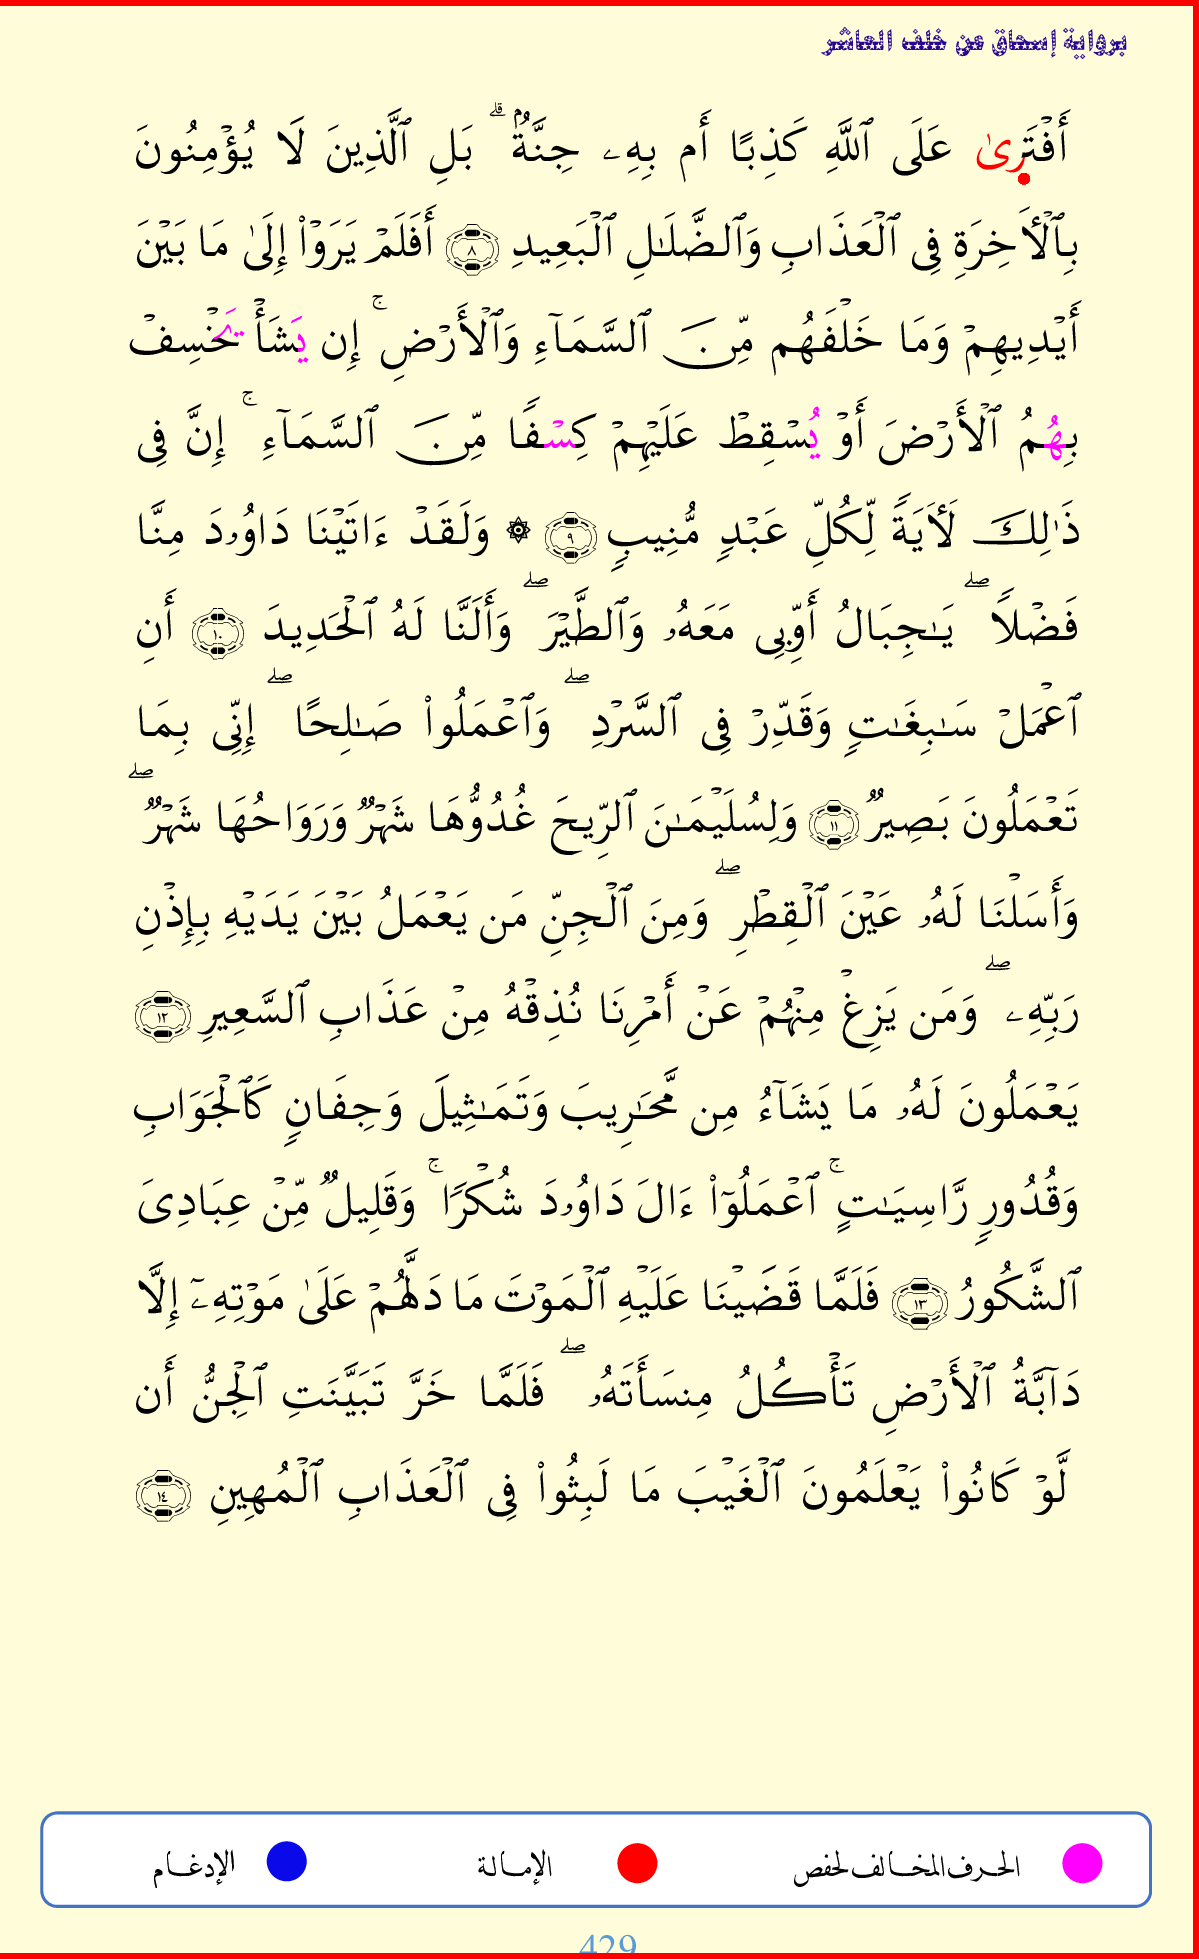 برواية إسحاق عن خلف العاشر
أَفۡتَرِىٰ عَلَى ٱللَّهِ كَذِبًا أَم بِهِۦ جِنَّةُۢۗ بَلِ ٱلَّذِينَ لَا يُؤۡمِنُونَ
بِٱلۡأٓخِرَةِ فِى ٱلۡعَذَابِ وَٱلضَّلَٰلِ ٱلۡبَعِيدِ ٨ أَفَلَمۡ يَرَوۡاْ إِلَىٰ مَا بَيۡنَ
أَيۡدِيهِمۡ وَمَا خَلۡفَهُم مِّنَ ٱلسَّمَآءِ وَٱلۡأَرۡضِۚ إِن يَشَأۡ يَخۡسِفۡ
بِهُمُ ٱلۡأَرۡضَ أَوۡ يُسۡقِطۡ عَلَيۡهِمۡ كِسۡفًا مِّنَ ٱلسَّمَآءِۚ إِنَّ فِى
ذَٰلِكَ لَأٓيَةً لِّكُلِّ عَبۡدٍ مُّنِيبٍ ٩ ۞ وَلَقَدۡ ءَاتَيۡنَا دَاوُۥدَ مِنَّا
فَضۡلًاۖ يَٰجِبَالُ أَوِّبِى مَعَهُۥ وَٱلطَّيۡرَۖ وَأَلَنَّا لَهُ ٱلۡحَدِيدَ ١٠ أَنِ
ٱعۡمَلۡ سَٰبِغَٰتٍ وَقَدِّرۡ فِى ٱلسَّرۡدِۖ وَٱعۡمَلُواْ صَٰلِحًاۖ إِنِّى بِمَا
تَعۡمَلُونَ بَصِيرٌ ١١ وَلِسُلَيۡمَٰنَ ٱلرِّيحَ غُدُوُّهَا شَهۡرٌ وَرَوَاحُهَا شَهۡرٌۖ
وَأَسَلۡنَا لَهُۥ عَيۡنَ ٱلۡقِطۡرِۖ وَمِنَ ٱلۡجِنِّ مَن يَعۡمَلُ بَيۡنَ يَدَيۡهِ بِإِذۡنِ
رَبِّهِۦۖ وَمَن يَزِغۡ مِنۡهُمۡ عَنۡ أَمۡرِنَا نُذِقۡهُ مِنۡ عَذَابِ ٱلسَّعِيرِ ١٢
يَعۡمَلُونَ لَهُۥ مَا يَشَآءُ مِن مَّحَٰرِيبَ وَتَمَٰثِيلَ وَجِفَانٍ كَٱلۡجَوَابِ
وَقُدُورٍ رَّاسِيَٰتٍۚ ٱعۡمَلُوٓاْ ءَالَ دَاوُۥدَ شُكۡرًاۚ وَقَلِيلٌ مِّنۡ عِبَادِىَ
ٱلشَّكُورُ ١٣ فَلَمَّا قَضَيۡنَا عَلَيۡهِ ٱلۡمَوۡتَ مَا دَلَّهُمۡ عَلَىٰ مَوۡتِهِۦٓ إِلَّا
دَآبَّةُ ٱلۡأَرۡضِ تَأۡكُلُ مِنسَأَتَهُۥۖ فَلَمَّا خَرَّ تَبَيَّنَتِ ٱلۡجِنُّ أَن
لَّوۡ كَانُواْ يَعۡلَمُونَ ٱلۡغَيۡبَ مَا لَبِثُواْ فِى ٱلۡعَذَابِ ٱلۡمُهِينِ ١٤
الحرف المخالف لحفص الإمالة الإدغام
429